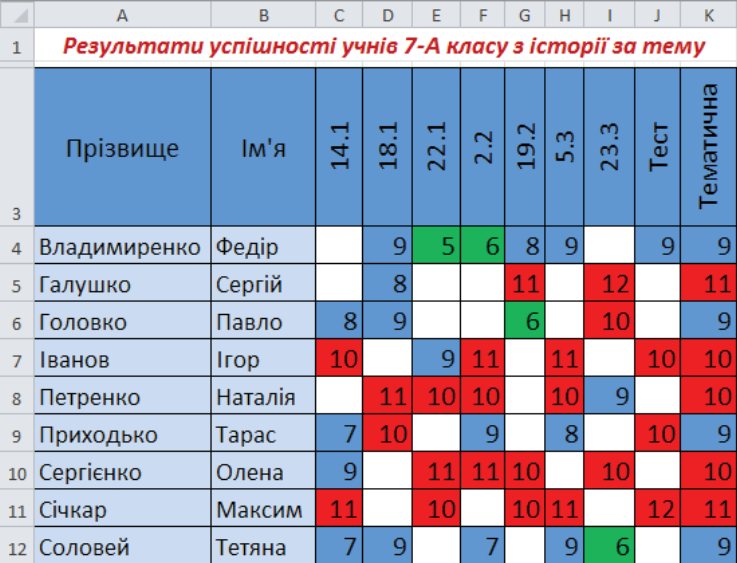 A B C D E F G H I J K
1 Результати успішності учнів 7-А класу з історії за тему
3 Прізвище Ім'я 14.1 18.1 22.1 2.2 19.2 5.3 23.3 Тест Тематична
4 Владимиренко Федір 9 5 6 8 9 9 9
5 Галушко Сергій 8 11 12 11
6 Головко Павло 8 9 6 10 9
7 Іванов Ігор 10 9 11 11 10 10
8 Петренко Наталія 11 10 10 10 9 10
9 Приходько Тарас 7 10 9 8 10 9
10 Сергієнко Олена 9 11 11 10 10 10
11 Січкар Максим 11 10 10 11 12 11
12 Соловей Тетяна 7 9 7 9 6 9